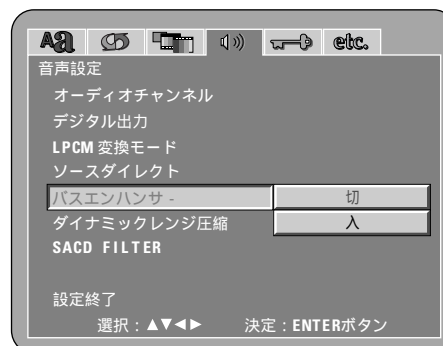 Aa etc.
音声設定
オーディオチャンネル
デジタル出力
LPCM 変換モード
ソースダイレクト
バスエンハンサ - 切
ダイナミックレンジ圧縮 入
SACD FILTER
設定終了
選択：▲▼◀▶ 決定：ENTERボタン